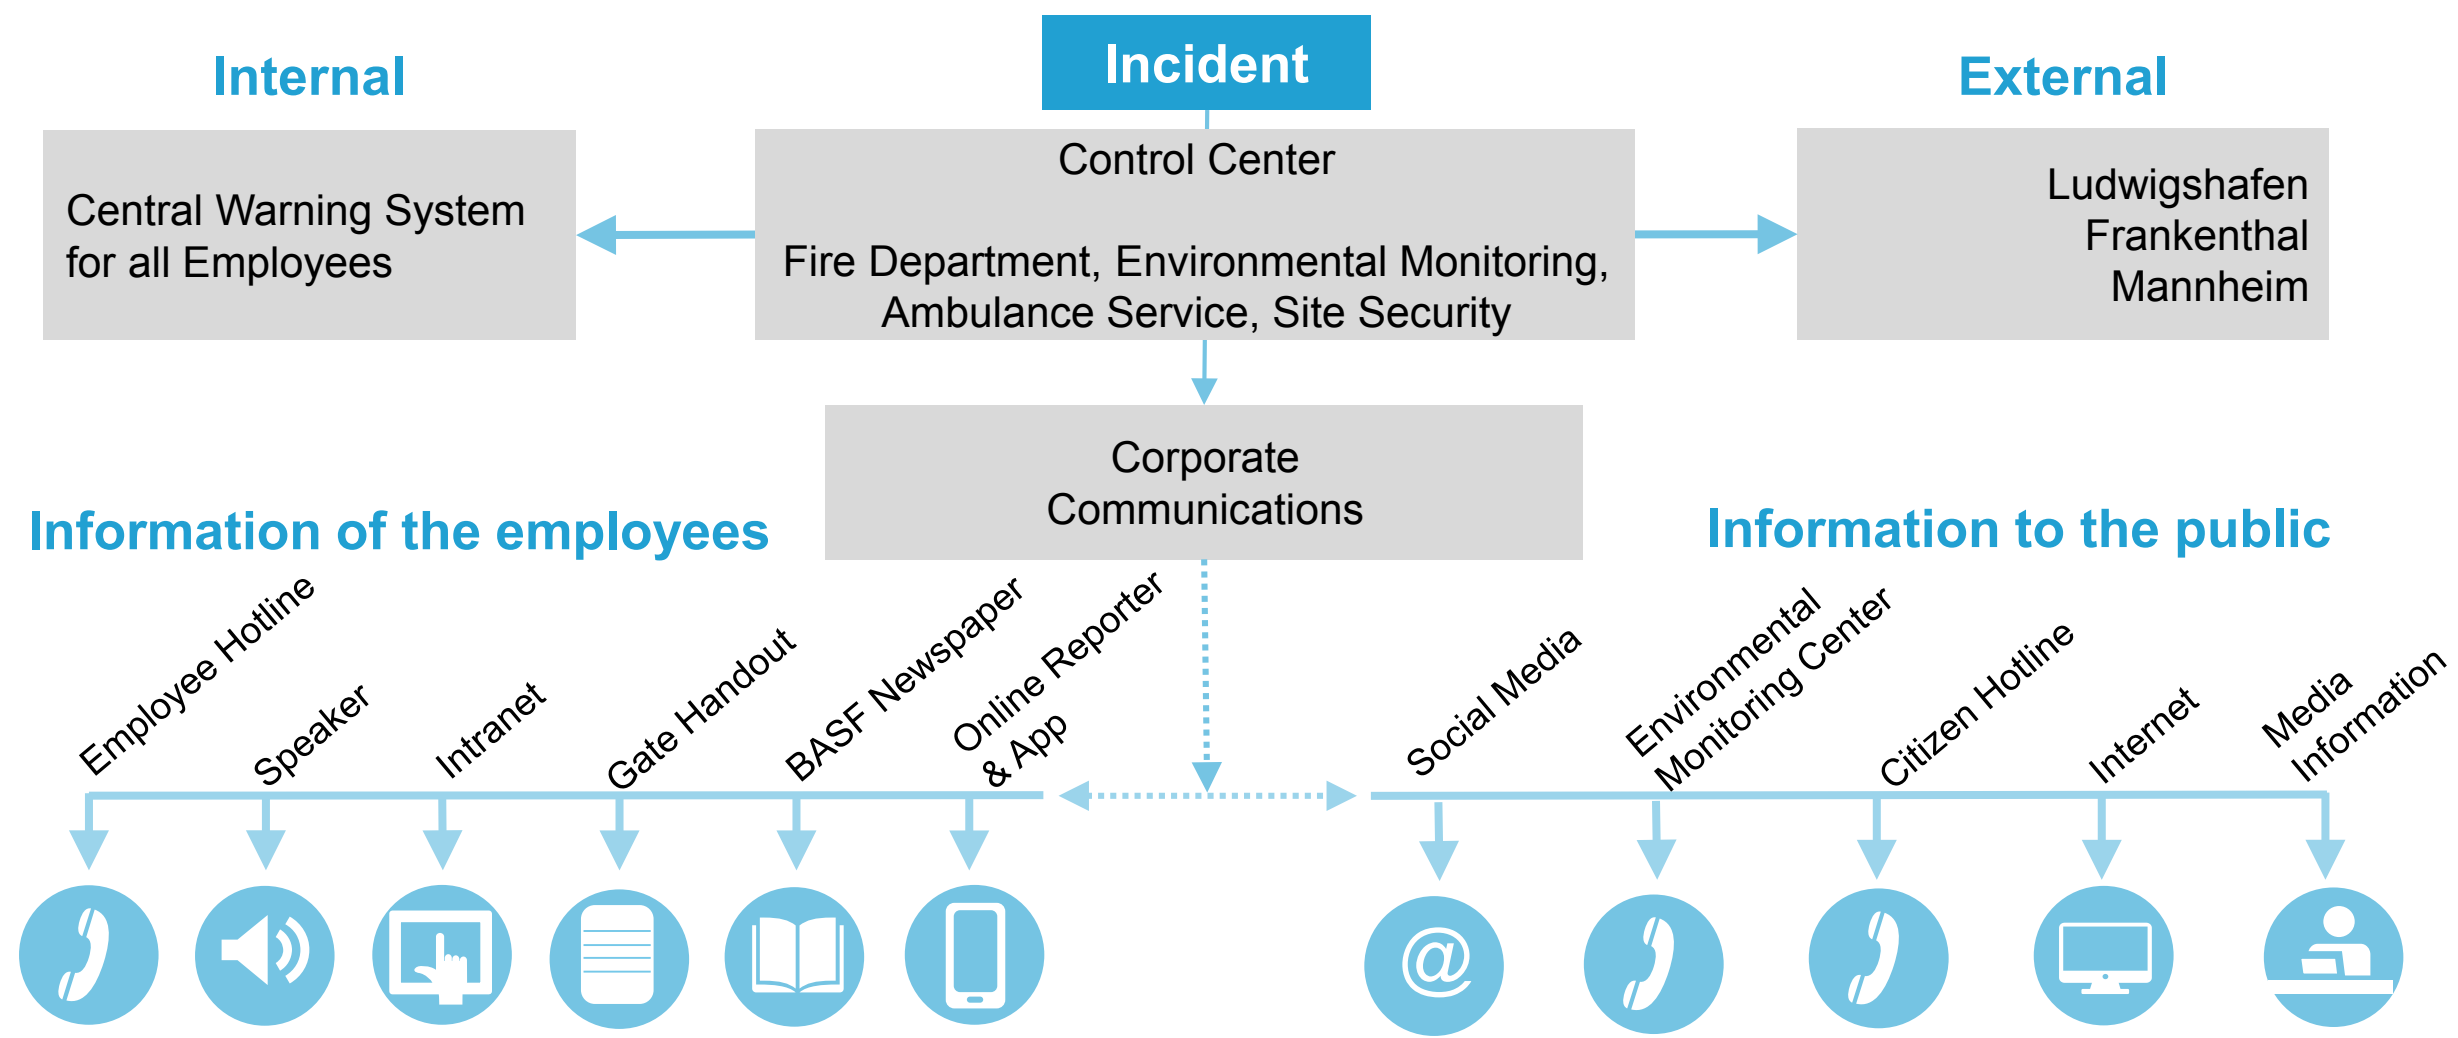 Incident
Internal
External
Central Warning System
for all Employees
Control Center
Fire Department, Environmental Monitoring,
Ambulance Service, Site Security
Ludwigshafen
Frankenthal
Mannheim
Corporate
Communications
Information of the employees
Information to the public
Employee Hotline
Speaker
Intranet
Gate Handout
BASF Newspaper
Online Reporter
& App
Social Media
Environmental
Monitoring Center
Citizen Hotline
Internet
Media
Information
@